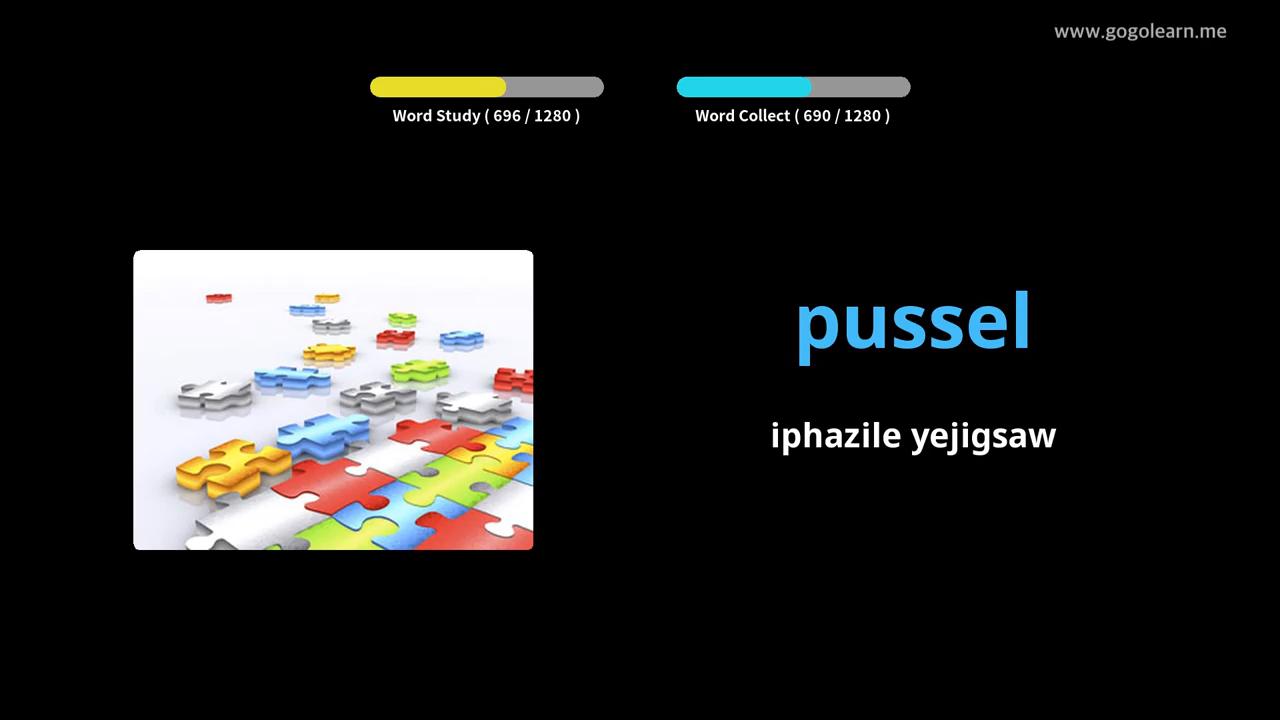 www.gogolearn.me
Word Study ( 696 / 1280 )
Word Collect ( 690 / 1280 )
pussel
iphazile yejigsaw